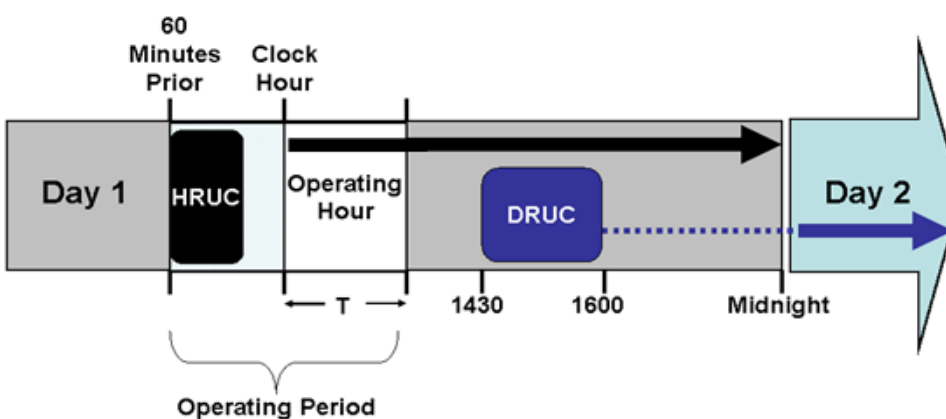 60
Minutes
Prior
Clock
Hour
Day 1
HRUC
Operating
Hour
DRUC
Day 2
T
1430
1600
Midnight
Operating Period